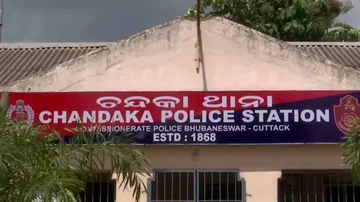 ଚନ୍ଦକା ଥାନା
CHANDAKA POLICE STATION
COMMISSIONERATE POLICE BHUBANESWAR - CUTTACK
ESTD : 1868